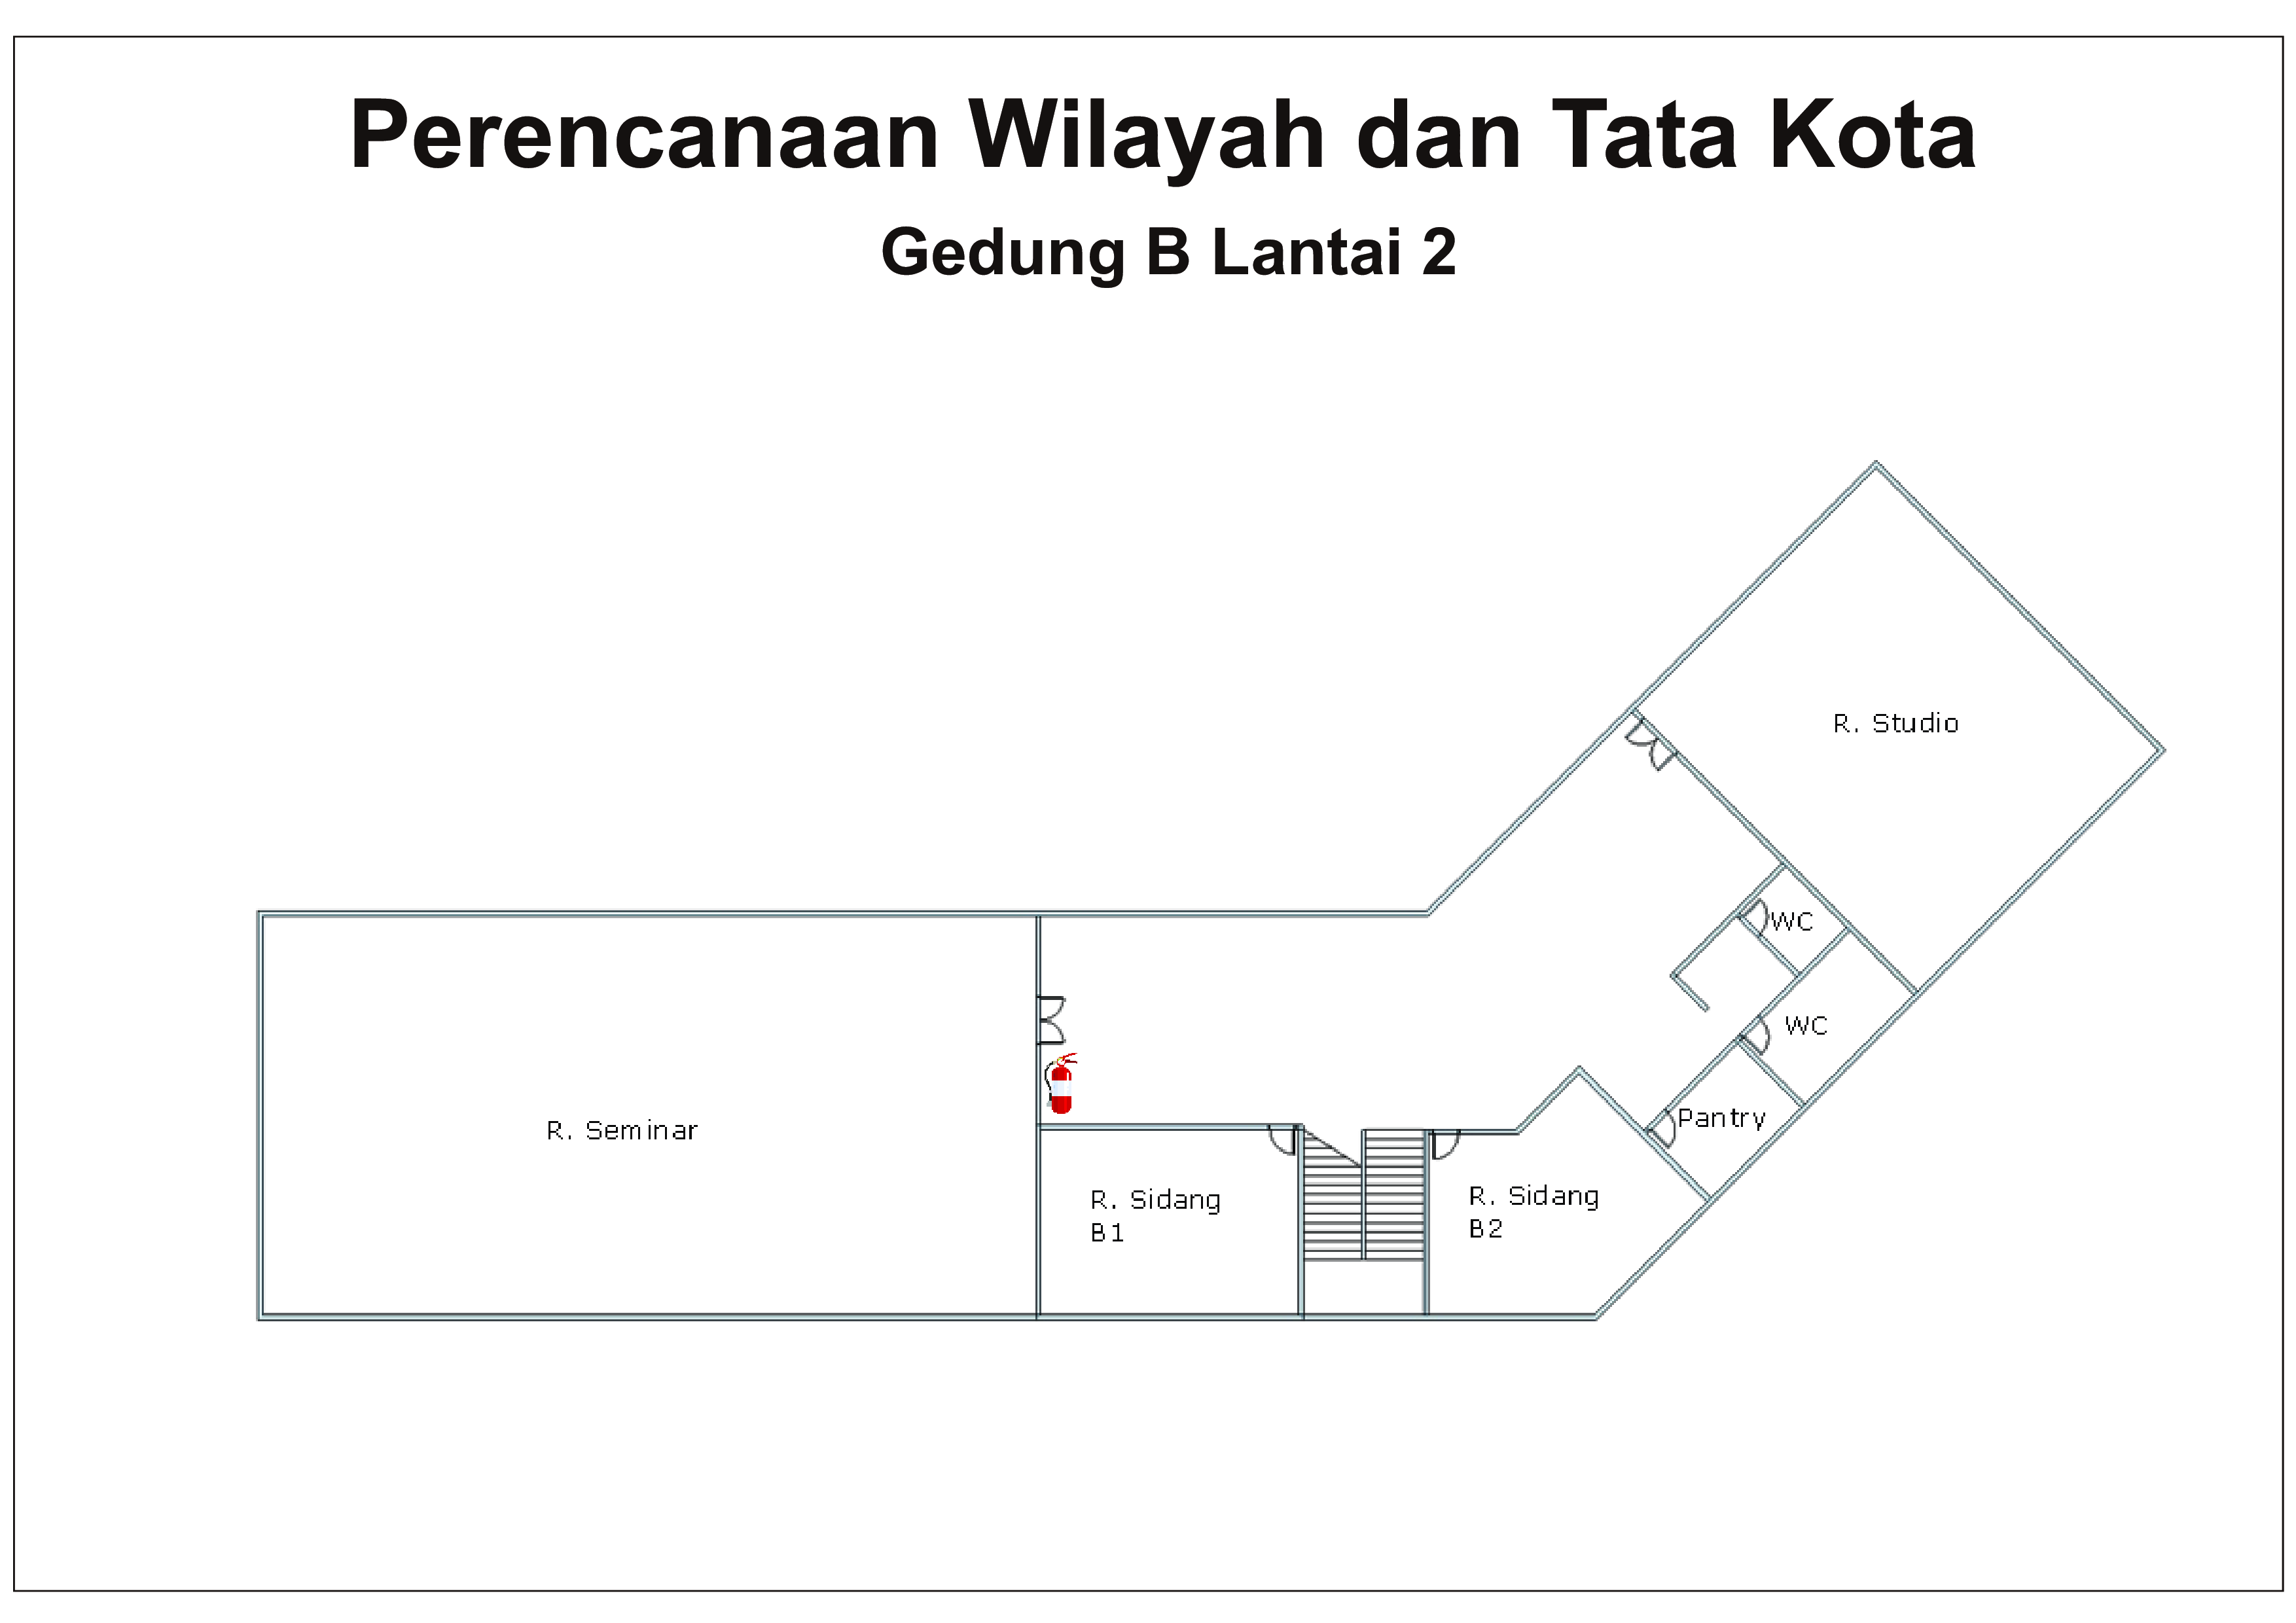 Perencanaan Wilayah dan Tata Kota
Gedung B Lantai 2
R. Studio
WC
WC
Pantry
R. Seminar
R. Sidang
B1
R. Sidang
B2